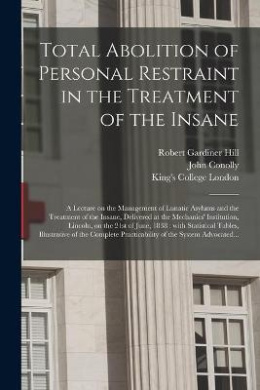 Total Abolition of
Personal Restraint in
the Treatment of the
Insane
Robert Gardiner Hill
John Conolly
King's College London
A Lecture on the Management of Lunatic Asylums and the
Treatment of the Insane, Delivered at the Mechanics' Institution,
Lincoln, on the 21st of June, 1838 : With Statistical Tables,
Illustrative of the Complete Practicability of the System Advocated...